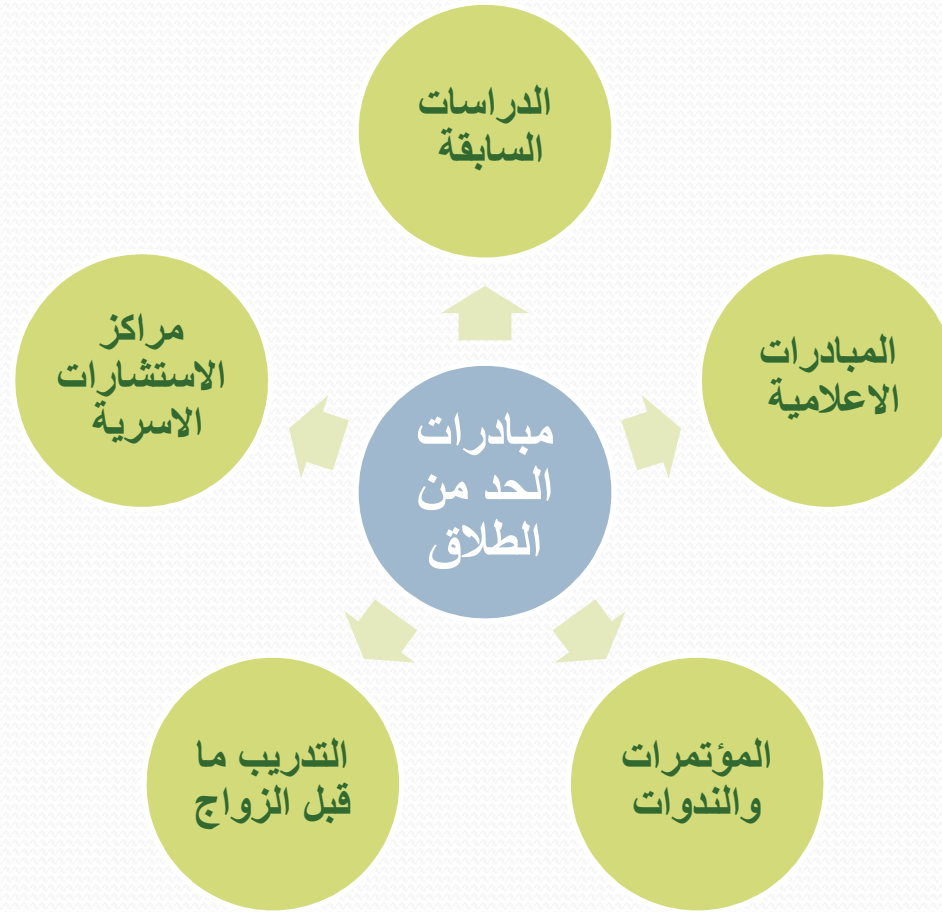 الدراسات
السابقة
المبادرات
الاعلامية
المؤتمرات
والندوات
التدريب ما
قبل الزواج
مراكز
الاستشارات
الاسرية
مبادرات
الحد من
الطلاق